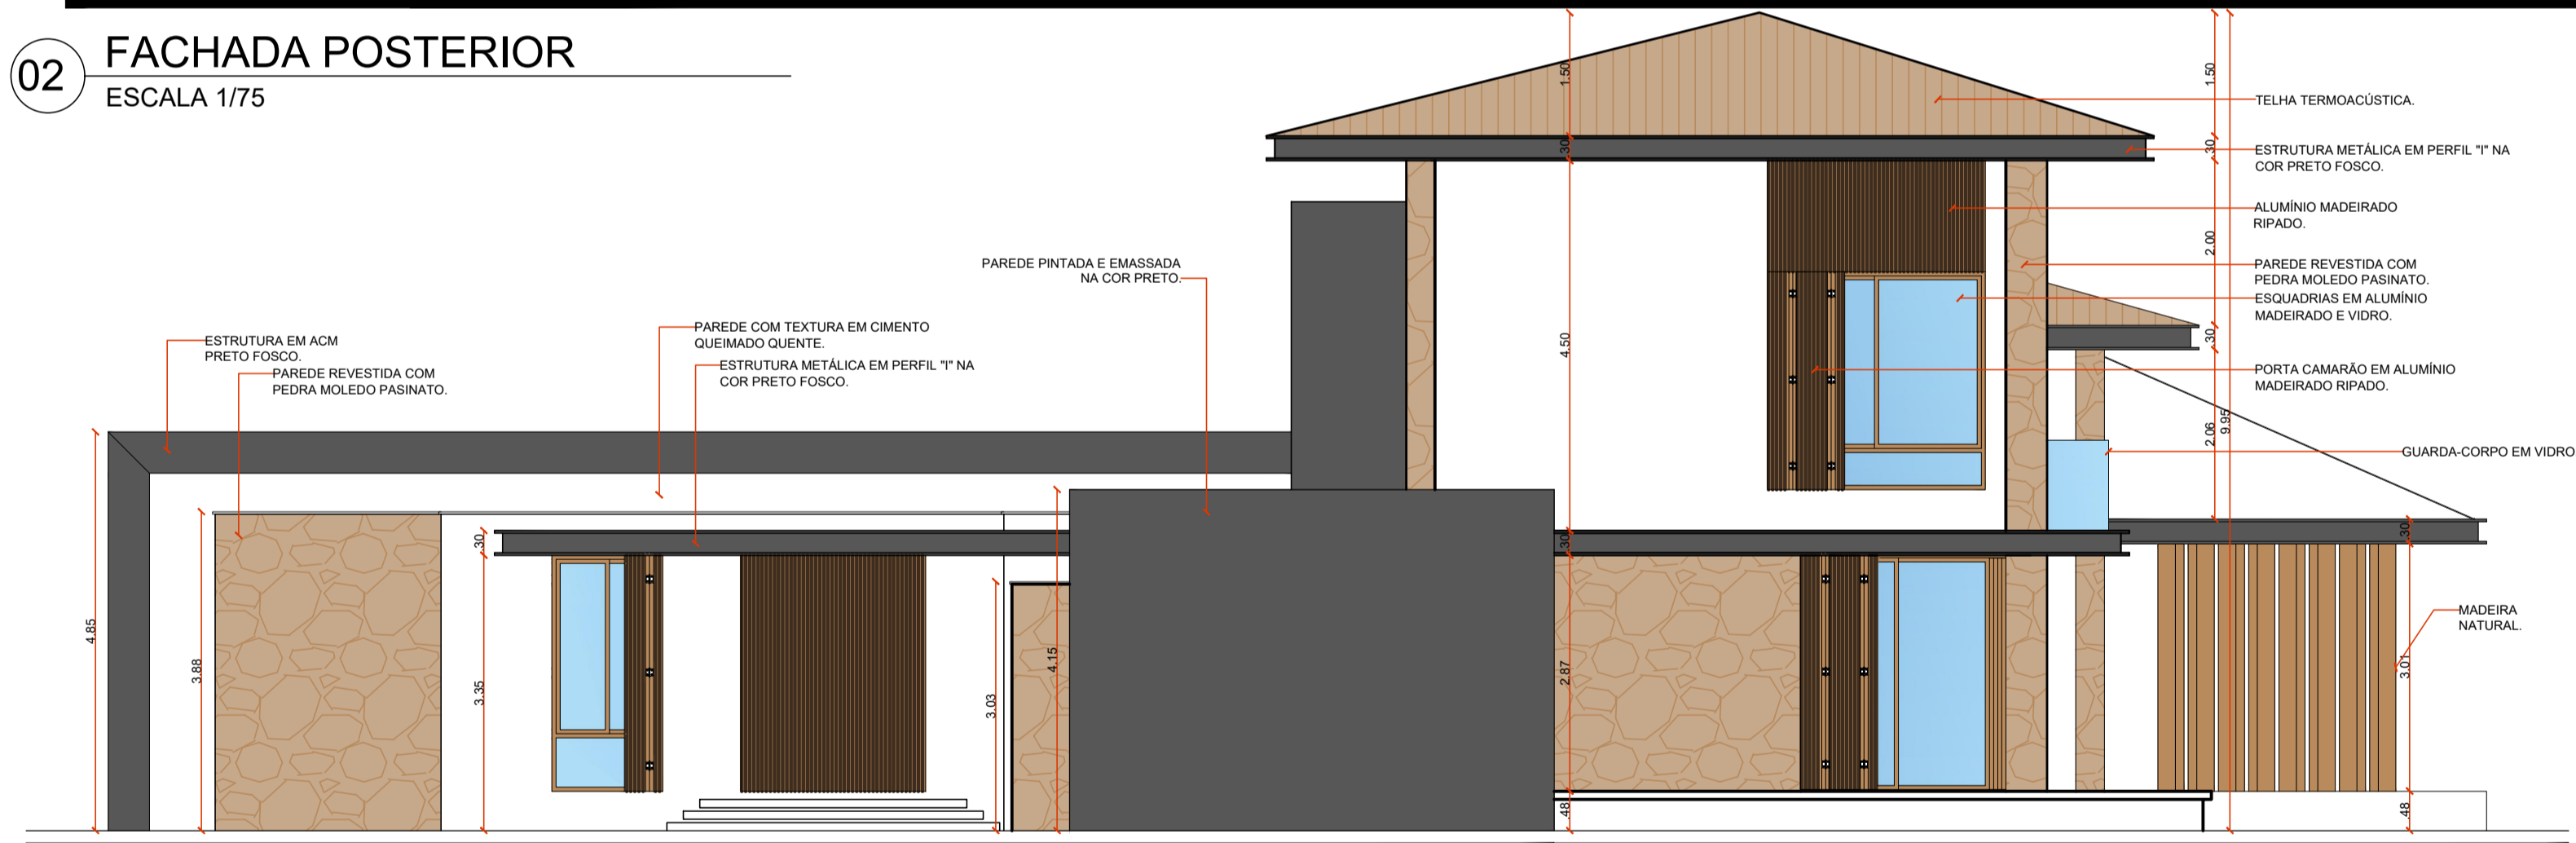 02
FACHADA POSTERIOR
ESCALA 1/75
1.50
1.50
TELHA TERMOACÚSTICA.
.30
.30
ESTRUTURA METÁLICA EM PERFIL "I" NA
COR PRETO FOSCO.
ALUMÍNIO MADEIRADO
RIPADO.
2.00
PAREDE PINTADA E EMASSADA
NA COR PRETO.
PAREDE REVESTIDA COM
PEDRA MOLEDO PASINATO.
ESQUADRIAS EM ALUMÍNIO
MADEIRADO E VIDRO.
ESTRUTURA EM ACM
PRETO FOSCO.
PAREDE COM TEXTURA EM CIMENTO
QUEIMADO QUENTE.
4.50
.30
PAREDE REVESTIDA COM
PEDRA MOLEDO PASINATO.
ESTRUTURA METÁLICA EM PERFIL "I" NA
COR PRETO FOSCO.
PORTA CAMARÃO EM ALUMÍNIO
MADEIRADO RIPADO.
2.06
9.95
GUARDA-CORPO EM VIDRO
.30
.30
.30
4.85
3.88
3.35
3.03
4.15
2.87
3.01
MADEIRA
NATURAL.
.48
.48